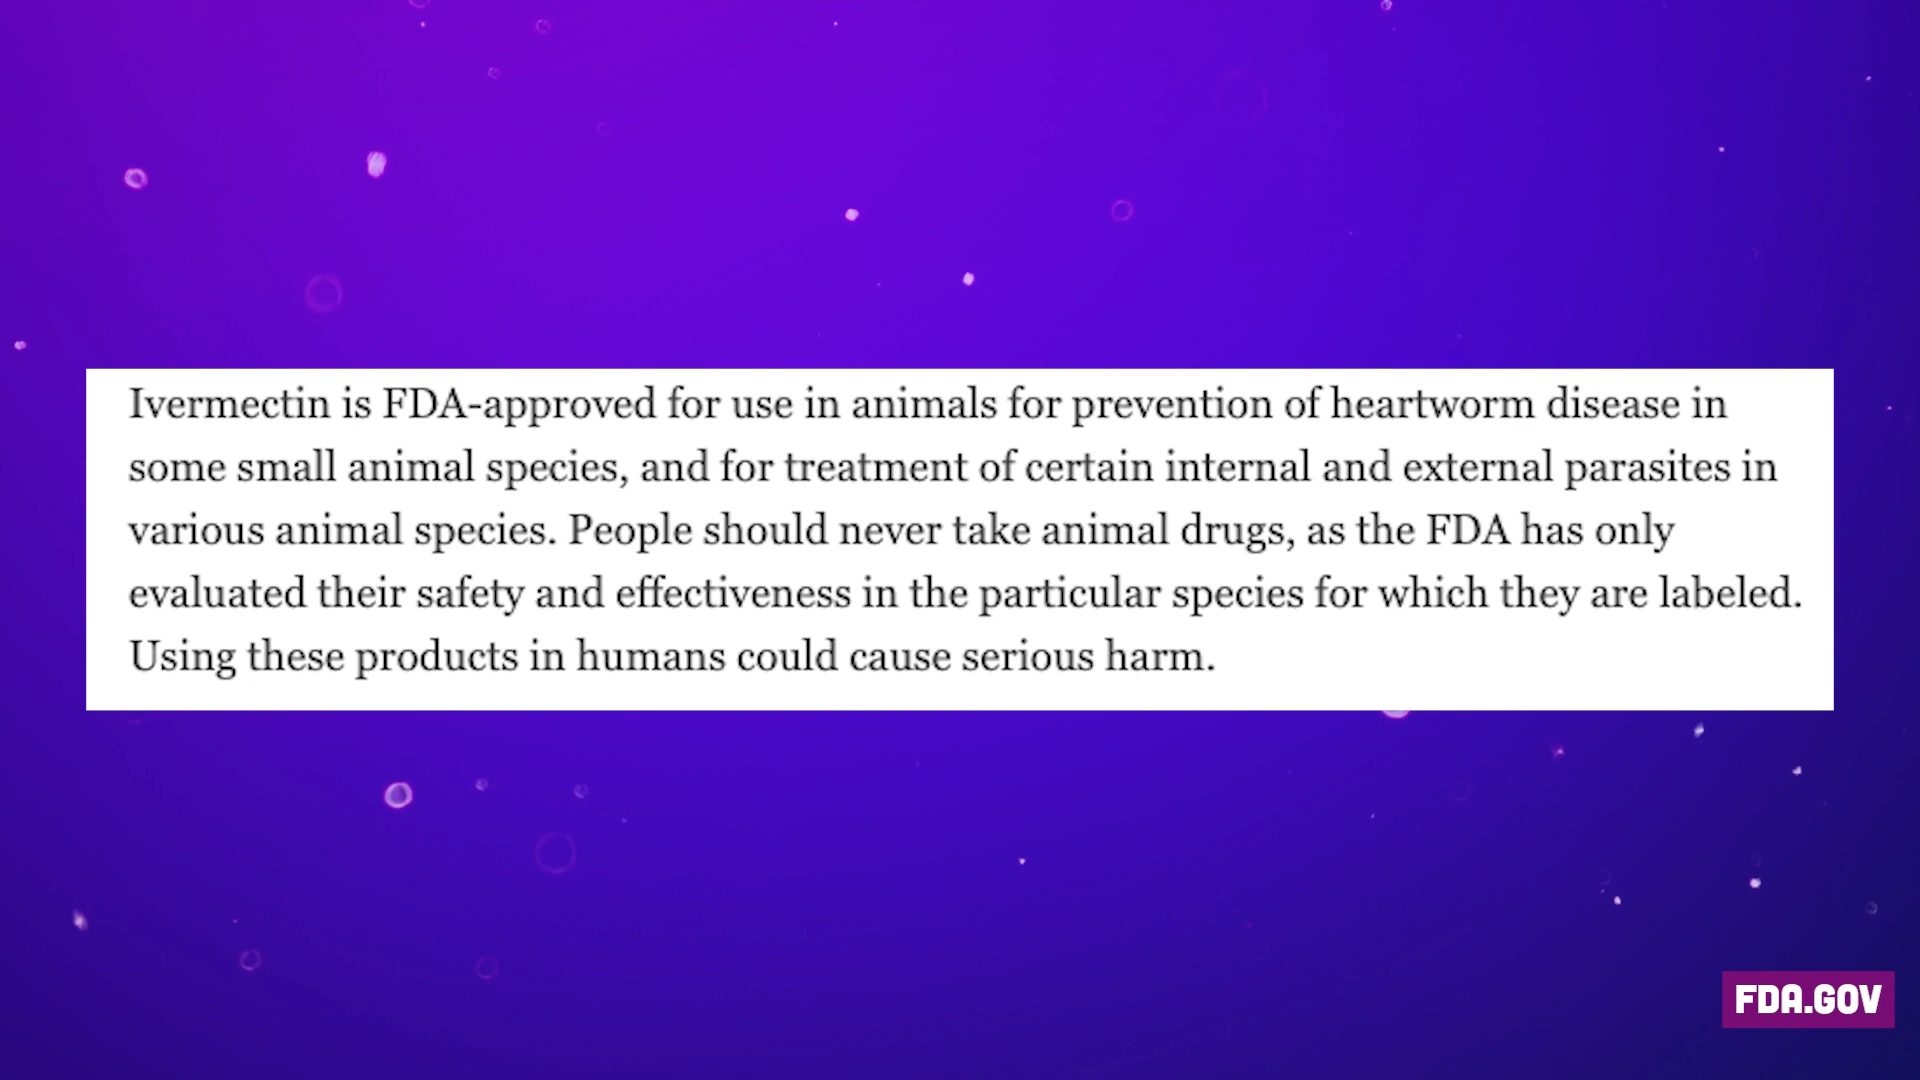 Ivermectin is FDA-approved for use in animals for prevention of heartworm disease in
some small animal species, and for treatment of certain internal and external parasites in
various animal species. People should never take animal drugs, as the FDA has only
evaluated their safety and effectiveness in the particular species for which they are labeled.
Using these products in humans could cause serious harm.
FDA.GOV